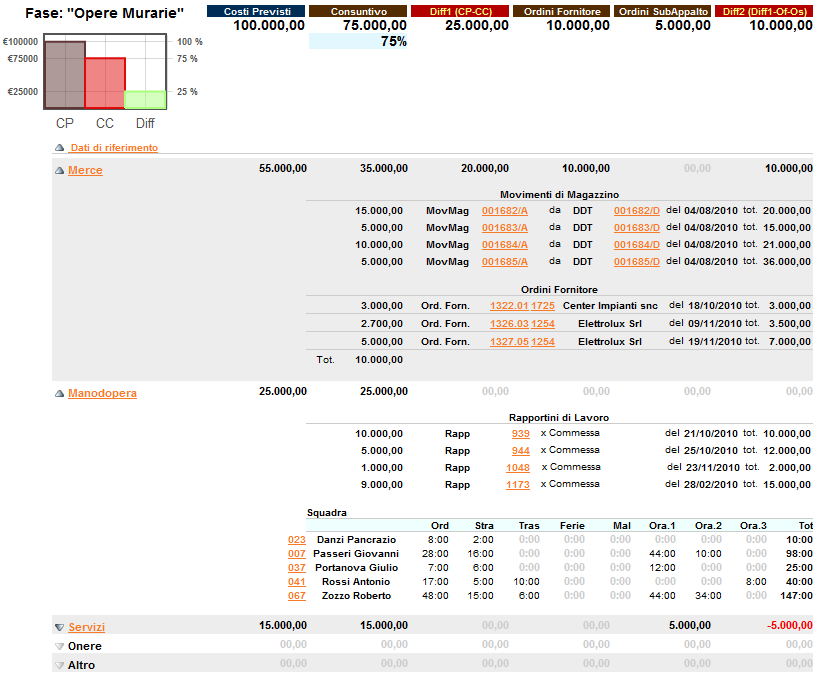 Fase: "Opere Murarie" Costi Previsti Consuntivo Diff1 (CP-CC) Ordini Fornitore Ordini SubAppalto Diff2 (Diff1-Of-Os)
100.000,00 75.000,00 25.000,00 10.000,00 5.000,00 10.000,00
75%
€100000 100 %
€75000 75 %
€25000 25 %
CP CC Diff
Dati di riferimento
Merce 55.000,00 35.000,00 20.000,00 10.000,00 00,00 10.000,00
Movimenti di Magazzino
15.000,00 MovMag 001682/A da DDT 001682/D del 04/08/2010 tot. 20.000,00
5.000,00 MovMag 001683/A da DDT 001683/D del 04/08/2010 tot. 15.000,00
10.000,00 MovMag 001684/A da DDT 001684/D del 04/08/2010 tot. 21.000,00
5.000,00 MovMag 001685/A da DDT 001685/D del 04/08/2010 tot. 36.000,00
Ordini Fornitore
3.000,00 Ord. Forn. 1322.01 1725 Center Impianti snc del 18/10/2010 tot. 3.000,00
2.700,00 Ord. Forn. 1326.03 1254 Elettrolux Srl del 09/11/2010 tot. 3.500,00
5.000,00 Ord. Forn. 1327.05 1254 Elettrolux Srl del 19/11/2010 tot. 7.000,00
Tot. 10.000,00
Manodopera 25.000,00 25.000,00 00,00 00,00 00,00 00,00
Rapportini di Lavoro
10.000,00 Rapp 939 x Commessa del 21/10/2010 tot. 10.000,00
5.000,00 Rapp 944 x Commessa del 25/10/2010 tot. 12.000,00
1.000,00 Rapp 1048 x Commessa del 23/11/2010 tot. 2.000,00
9.000,00 Rapp 1173 x Commessa del 28/02/2010 tot. 15.000,00
Squadra
Ord Stra Tras Ferie Mal Ora.1 Ora.2 Ora.3 Tot
023 Danzi Pancrazio 8:00 2:00 0:00 0:00 0:00 0:00 0:00 0:00 10:00
007 Passeri Giovanni 28:00 16:00 0:00 0:00 0:00 44:00 10:00 0:00 98:00
037 Portanova Giulio 7:00 6:00 0:00 0:00 0:00 12:00 0:00 0:00 25:00
041 Rossi Antonio 17:00 5:00 10:00 0:00 0:00 0:00 0:00 8:00 40:00
067 Zozzo Roberto 48:00 15:00 6:00 0:00 0:00 44:00 34:00 0:00 147:00
Servizi 15.000,00 15.000,00 00,00 00,00 5.000,00 -5.000,00
Onere 00,00 00,00 00,00 00,00 00,00 00,00
Altro 00,00 00,00 00,00 00,00 00,00 00,00